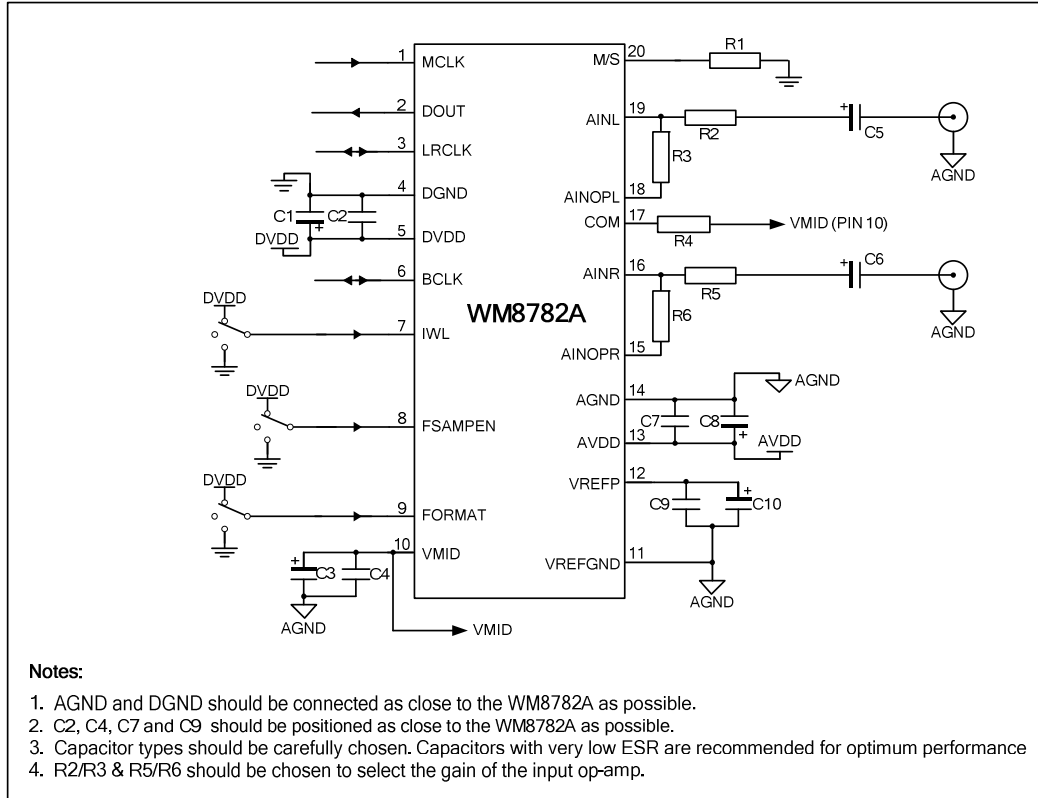 1 MCLK
2 DOUT
3 LRCLK
4 DGND
C1 C2
DVDD
5 DVDD
6 BCLK
DVDD
7 IWL
DVDD
8 FSAMPEN
DVDD
9 FORMAT
10 VMID
C3 C4
AGND
VMID
WM8782A
M/S 20 R1
AINL 19 R2 C5
R3
AGND
AINOPL 18
COM 17 R4 VMID (PIN 10)
AINR 16 R5 C6
R6
AGND
AINOPR 15
AGND 14 AGND
C7 C8
AVDD 13 AVDD
VREFP 12
C9 C10
VREFGND 11
AGND
Notes:
1. AGND and DGND should be connected as close to the WM8782A as possible.
2. C2, C4, C7 and C9 should be positioned as close to the WM8782A as possible.
3. Capacitor types should be carefully chosen. Capacitors with very low ESR are recommended for optimum performance
4. R2/R3 & R5/R6 should be chosen to select the gain of the input op-amp.